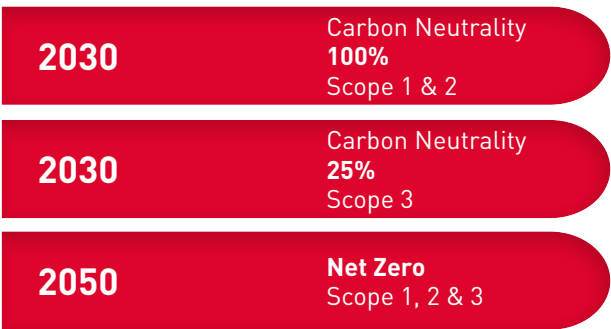 2030
Carbon Neutrality
100%
Scope 1 & 2
2030
Carbon Neutrality
25%
Scope 3
2050
Net Zero
Scope 1, 2 & 3